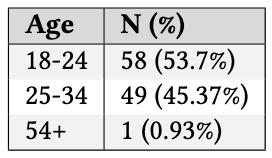 Age N (%)
18-24 58 (53.7%)
25-34 49 (45.37%)
54+ 1 (0.93%)